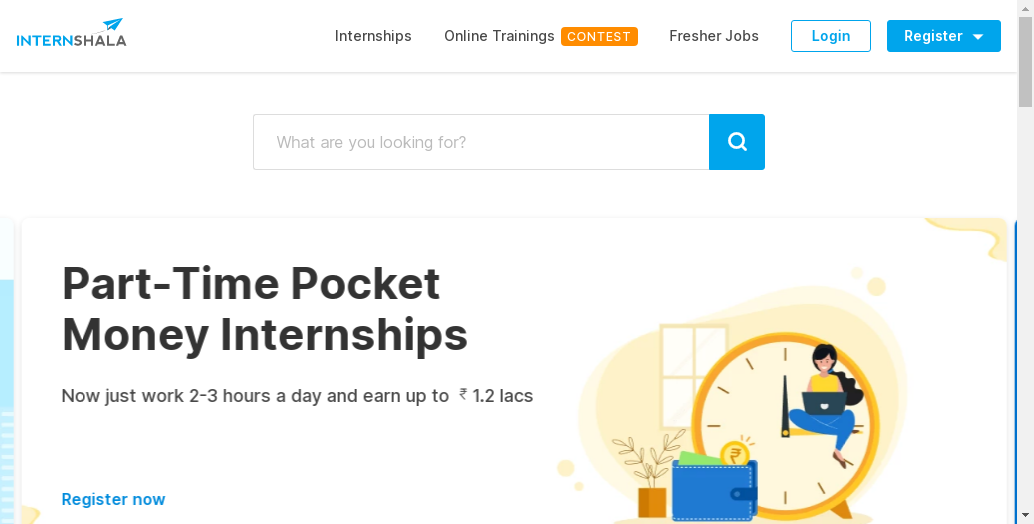 INTERNSHALA
Internships
Online Trainings CONTEST
Fresher Jobs
Login
Register
What are you looking for?
Part-Time Pocket
Money Internships
Now just work 2-3 hours a day and earn up to ₹ 1.2 lacs
₹
Register now